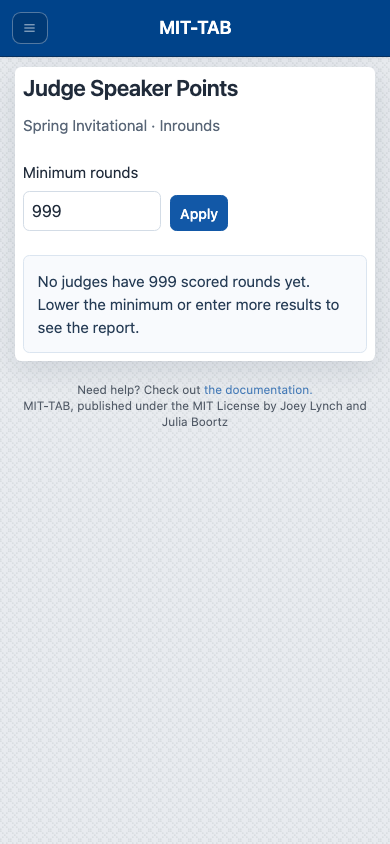 MIT-TAB
Judge Speaker Points
Spring Invitational · Inrounds
Minimum rounds
999
Apply
No judges have 999 scored rounds yet.
Lower the minimum or enter more results to
see the report.
Need help? Check out the documentation.
MIT-TAB, published under the MIT License by Joey Lynch and
Julia Boortz